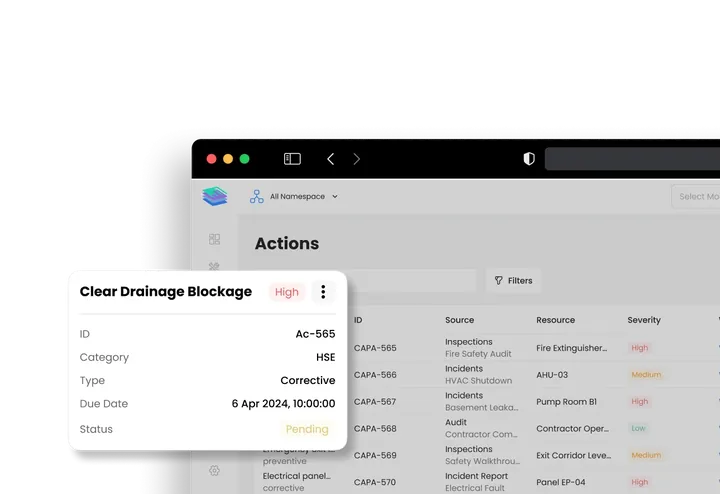 All Namespace
Select Mo
Actions
Filters
Clear Drainage Blockage High
ID Ac-565
Category HSE
Type Corrective
Due Date 6 Apr 2024, 10:00:00
Status Pending
ID Source Resource Severity
CAPA-565 Inspections Fire Extinguisher... High
Fire Safety Audit
CAPA-566 Incidents AHU-03 Medium
HVAC Shutdown
CAPA-567 Incidents Pump Room B1 High
Basement Leaka...
CAPA-568 Audit Contractor Oper... Low
Contractor Com...
CAPA-569 Inspections Exit Corridor Leve... Medium
preventive Safety Walkthrou...
Electrical panel... CAPA-570 Incident Report Panel EP-04 High
corrective Electrical Fault